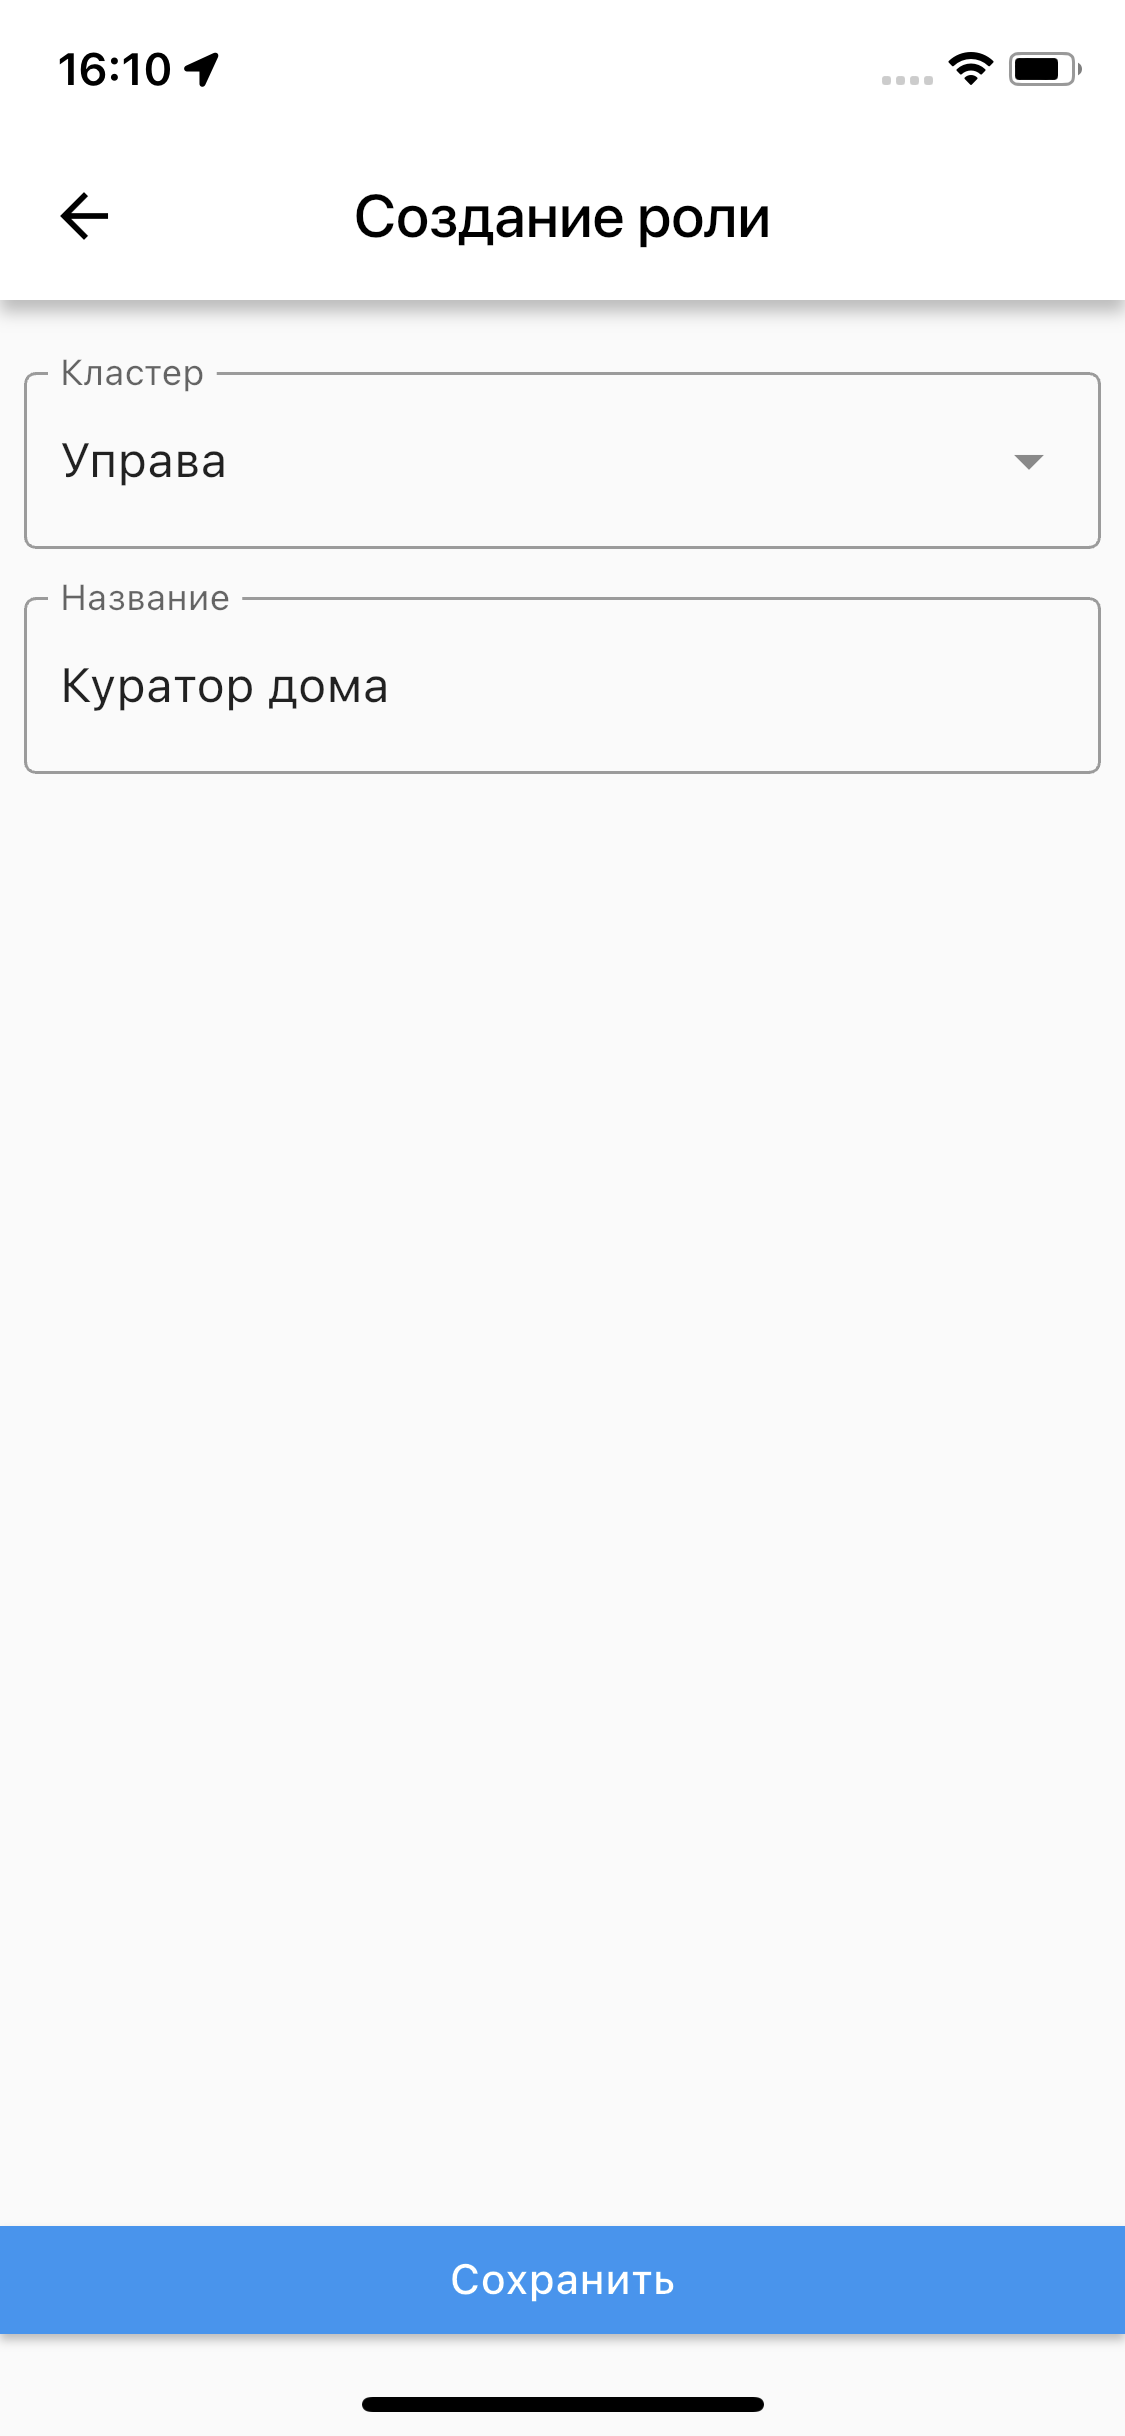 16:10
Создание роли
Кластер
Управа
Название
Куратор дома
Сохранить